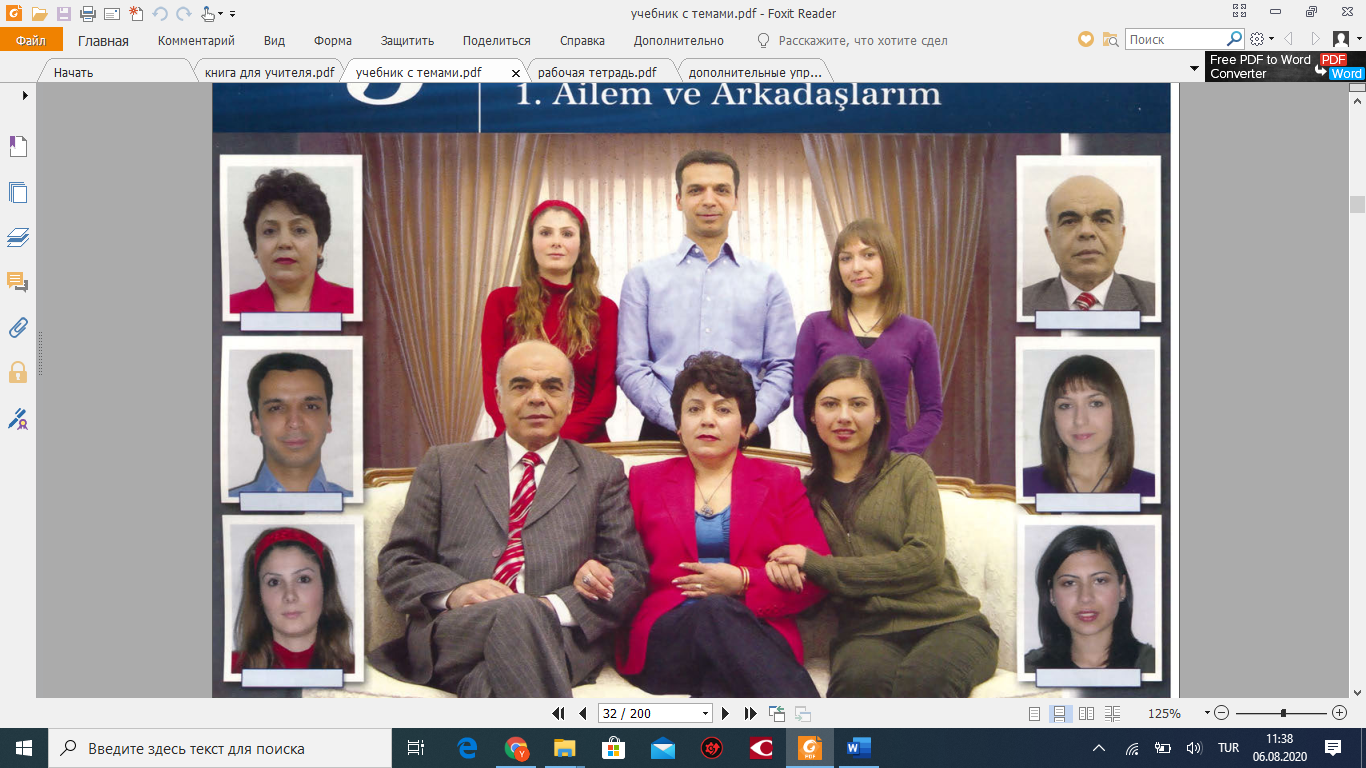 учебник с темами.pdf - Foxit Reader
Файл Главная Комментарий Вид Форма Защитить Поделиться Справка Дополнительно Расскажите, что хотите сдел Поиск
Начать книга для учителя.pdf учебник с темами.pdf рабочая тетрадь.pdf дополнительные упр...
Free PDF to Word PDF
Converter Word
1. Ailem ve Arkadaşlarım
32 / 200 125%
Введите здесь текст для поиска TUR 11:38
06.08.2020